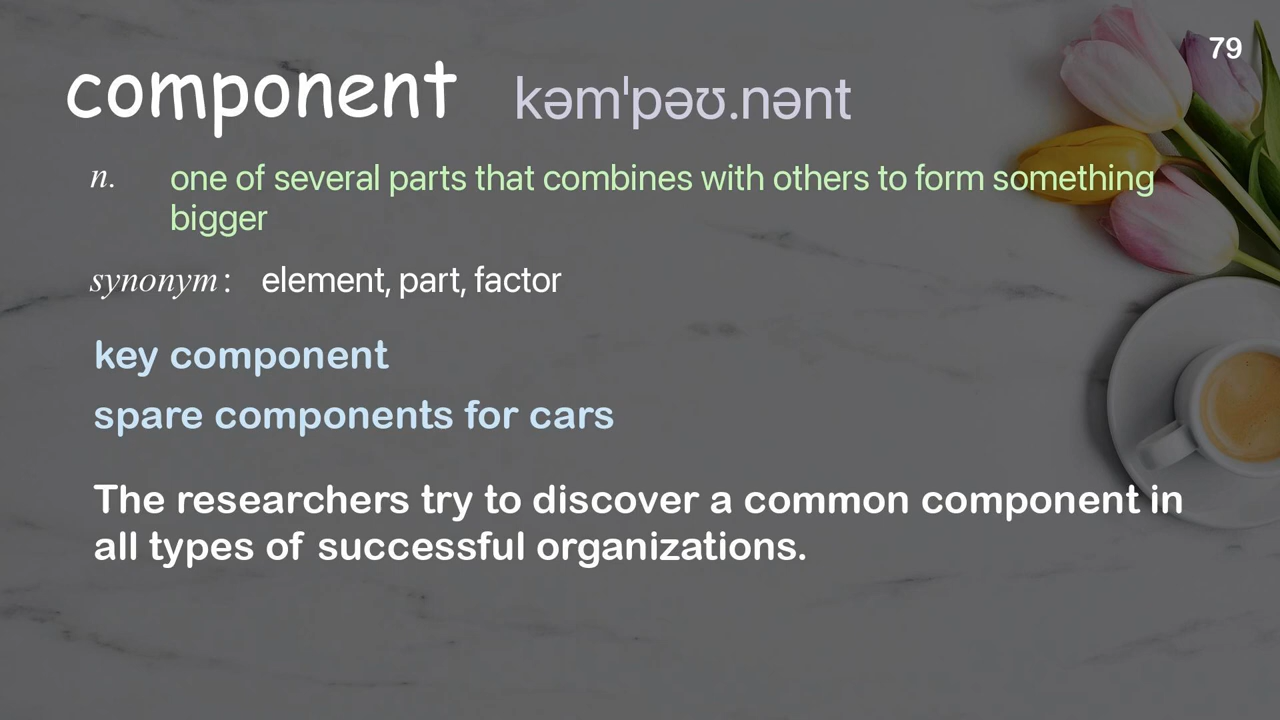 79
component kəmˈpəʊ.nənt
n. one of several parts that combines with others to form something
bigger
synonym: element, part, factor
key component
spare components for cars
The researchers try to discover a common component in
all types of successful organizations.